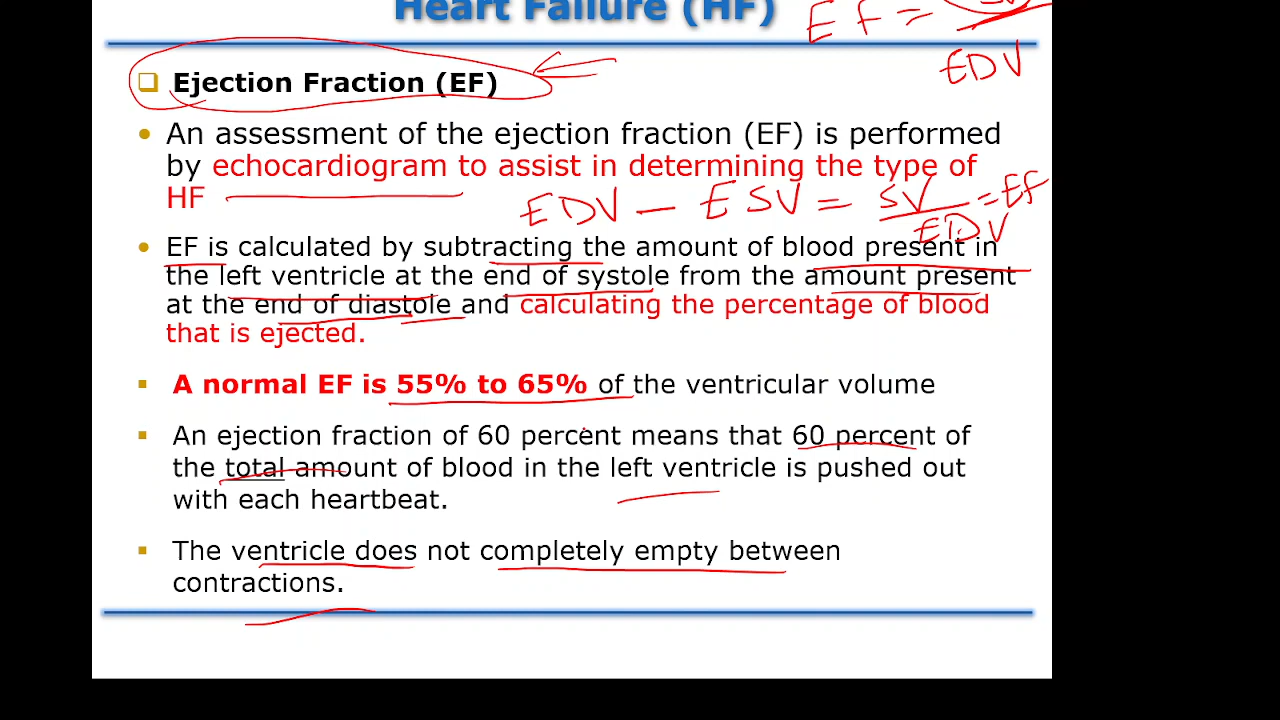 Heart Failure (HF)
EF = SV
EDV
❑ Ejection Fraction (EF)
• An assessment of the ejection fraction (EF) is performed
by echocardiogram to assist in determining the type of
HF
EDV - ESV = SV = EF
EDV
• EF is calculated by subtracting the amount of blood present in
the left ventricle at the end of systole from the amount present
at the end of diastole and calculating the percentage of blood
that is ejected.
▪ A normal EF is 55% to 65% of the ventricular volume
▪ An ejection fraction of 60 percent means that 60 percent of
the total amount of blood in the left ventricle is pushed out
with each heartbeat.
▪ The ventricle does not completely empty between
contractions.